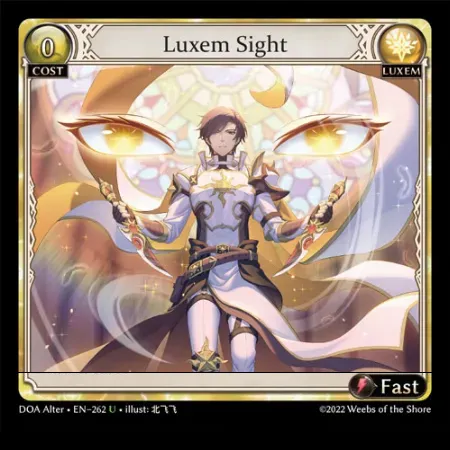 0
Luxem Sight
COST
LUXEM
Fast
DOA Alter • EN-262 U • illust: 北飞飞
©2022 Weebs of the Shore